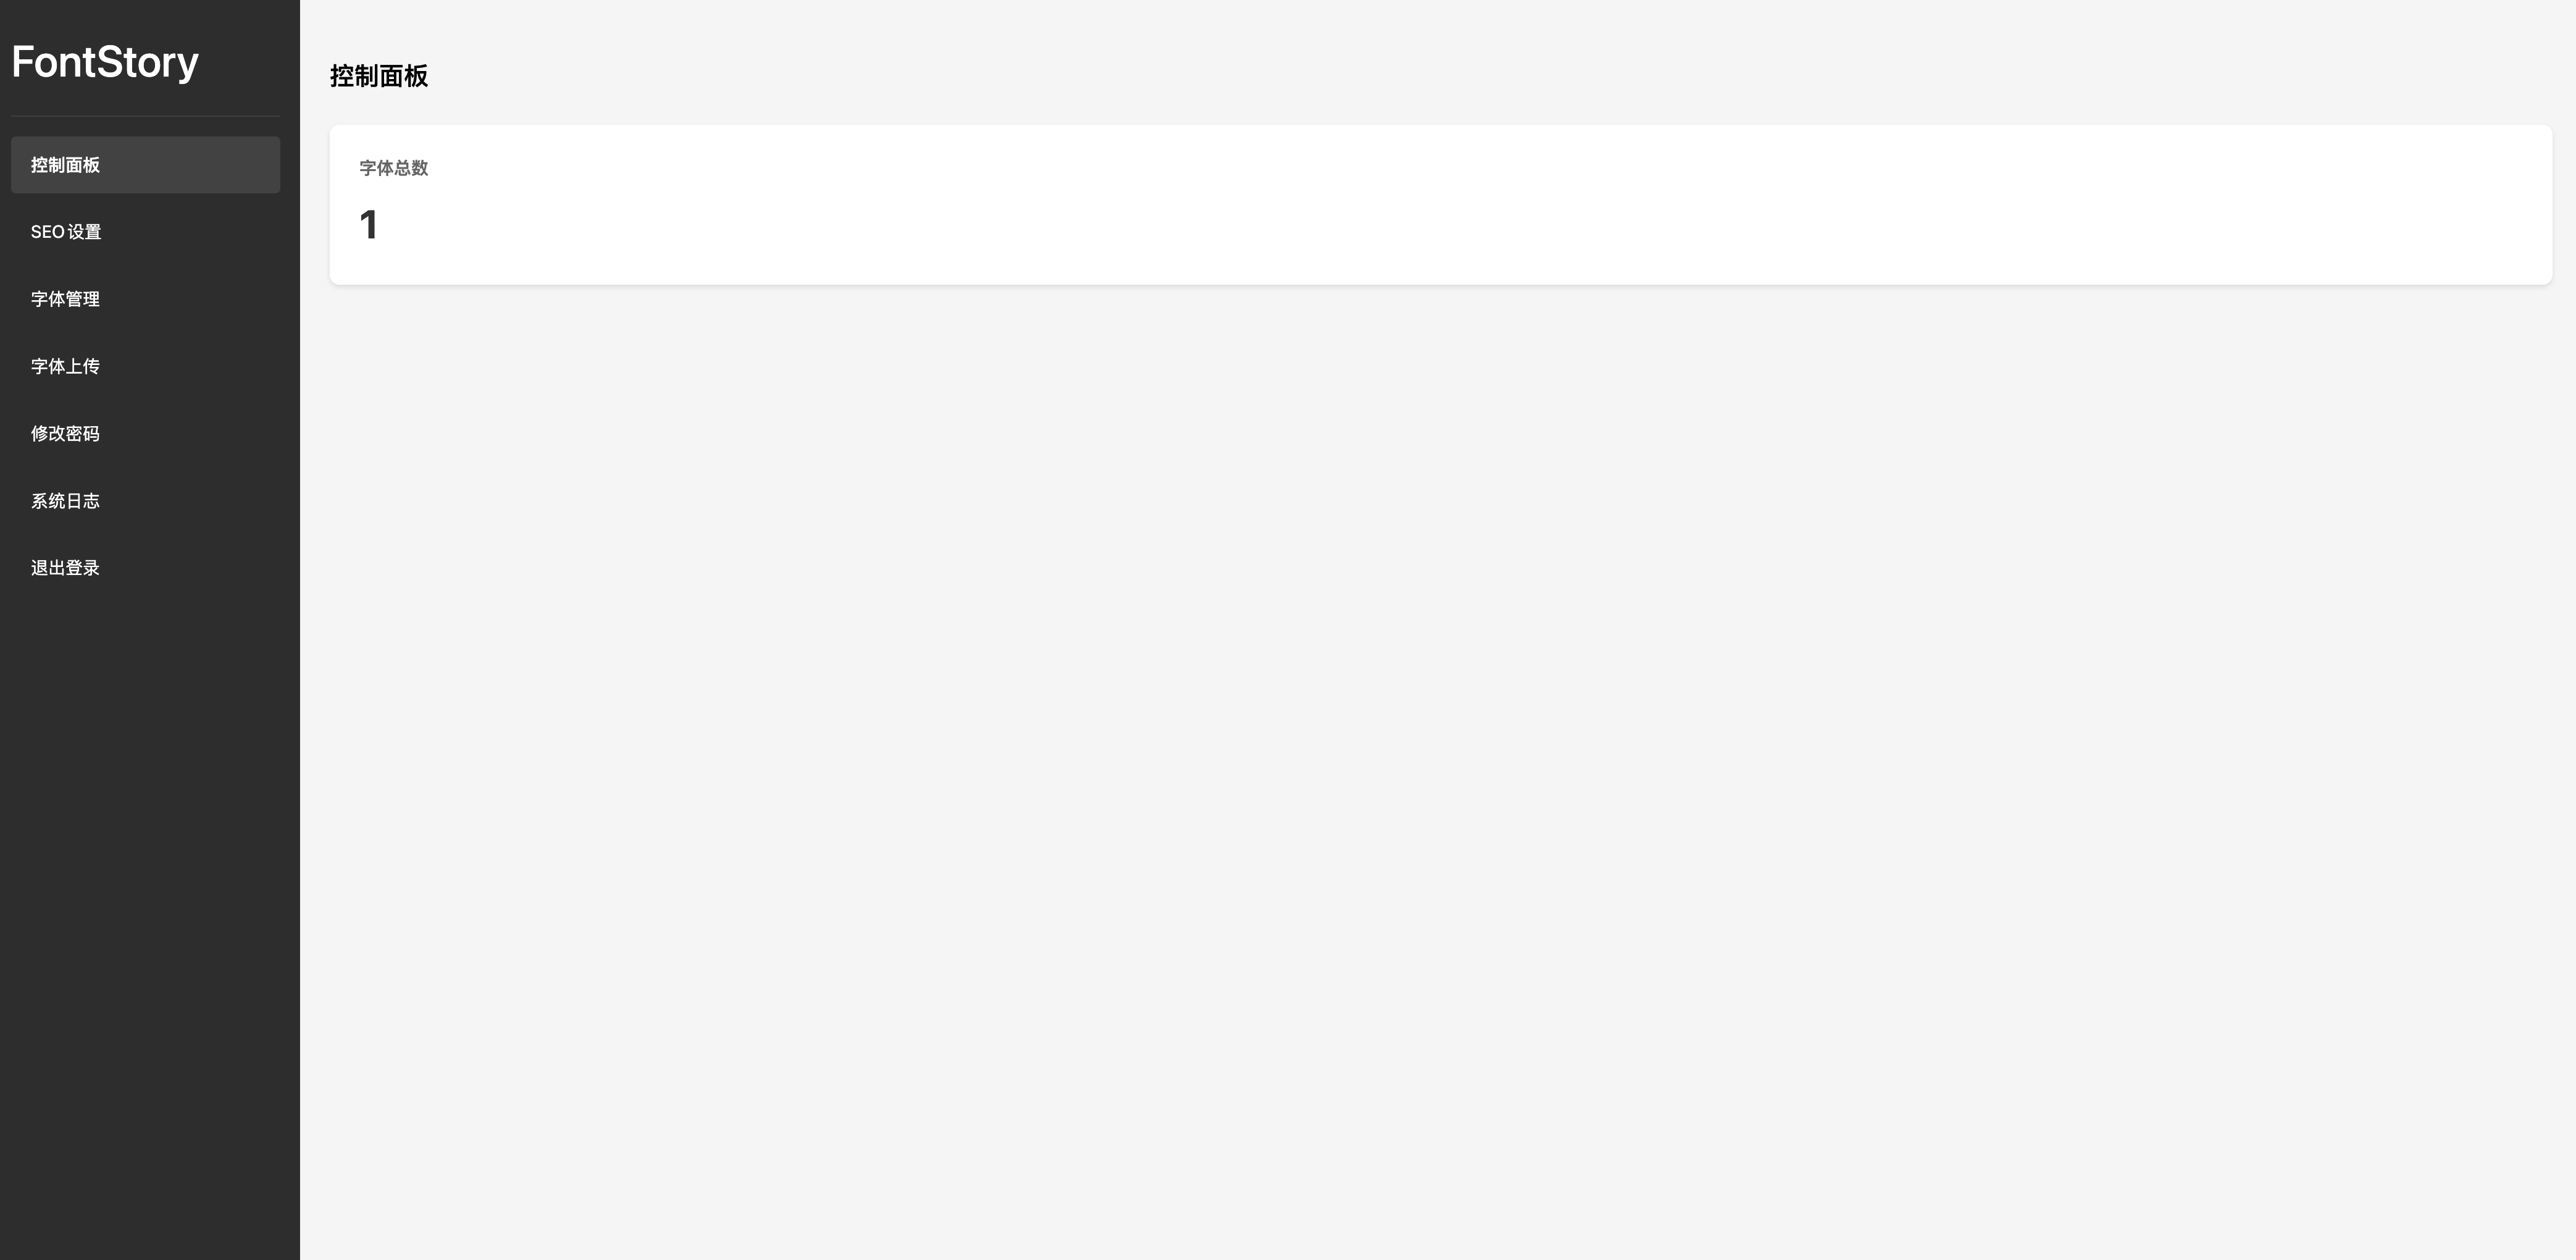 FontStory
控制面板
SEO 设置
字体管理
字体上传
修改密码
系统日志
退出登录
控制面板
字体总数
1